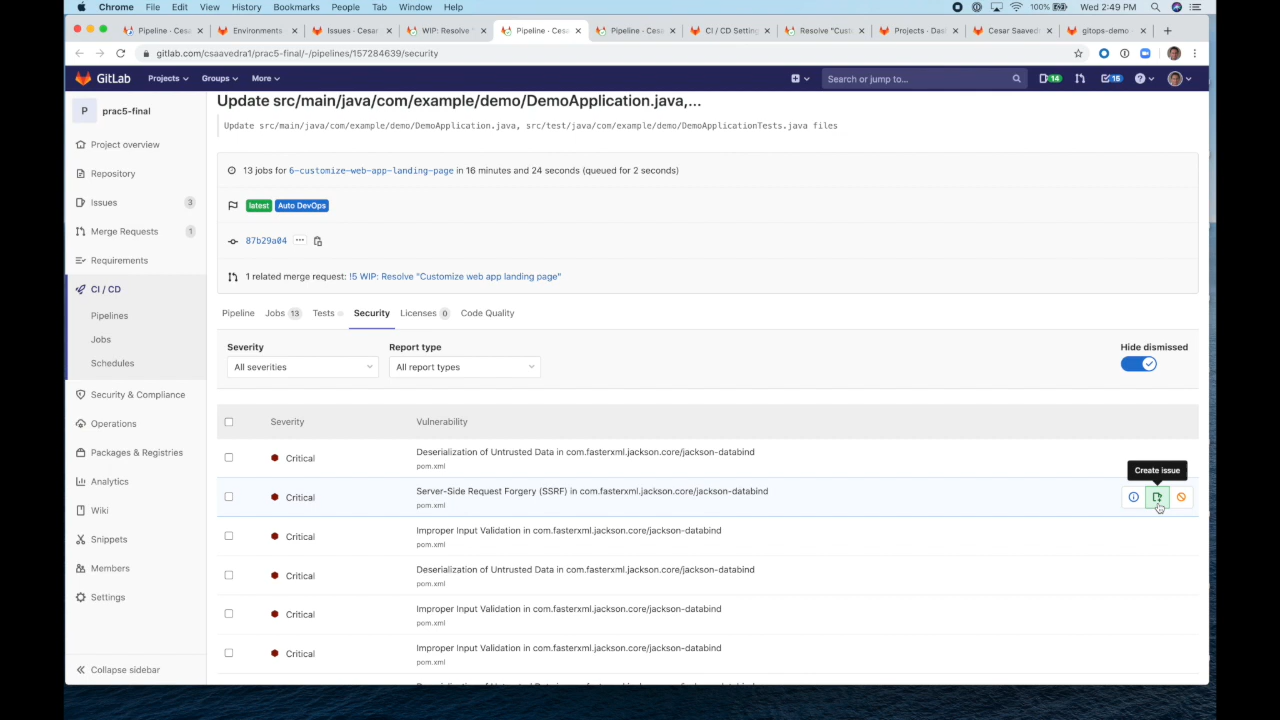 Chrome File Edit View History Bookmarks People Tab Window Help 100% Wed 2:49 PM
Pipeline · Cesa Environments Issues · Cesar WIP: Resolve " Pipeline · Cesa Pipeline · Cesa CI / CD Setting Resolve "Cust Projects · Dash Cesar Saavedr gitops-demo
gitlab.com/csaavedra1/prac5-final/-/pipelines/157284639/security
GitLab Projects Groups More Search or jump to... 14 16
P prac5-final
Project overview
Repository
Issues 3
Merge Requests 1
Requirements
CI / CD
Pipelines
Jobs
Schedules
Security & Compliance
Operations
Packages & Registries
Analytics
Wiki
Snippets
Members
Settings
Collapse sidebar
Update src/main/java/com/example/demo/DemoApplication.java,...
Update src/main/java/com/example/demo/DemoApplication.java, src/test/java/com/example/demo/DemoApplicationTests.java files
13 jobs for 6-customize-web-app-landing-page in 16 minutes and 24 seconds (queued for 2 seconds)
latest Auto DevOps
87b29a04 ...
1 related merge request: !5 WIP: Resolve "Customize web app landing page"
Pipeline Jobs 13 Tests Security Licenses 0 Code Quality
Severity Report type Hide dismissed
All severities All report types
Severity Vulnerability
Critical Deserialization of Untrusted Data in com.fasterxml.jackson.core/jackson-databind
pom.xml
Create issue
Critical Server-Side Request Forgery (SSRF) in com.fasterxml.jackson.core/jackson-databind
pom.xml
Critical Improper Input Validation in com.fasterxml.jackson.core/jackson-databind
pom.xml
Critical Deserialization of Untrusted Data in com.fasterxml.jackson.core/jackson-databind
pom.xml
Critical Improper Input Validation in com.fasterxml.jackson.core/jackson-databind
pom.xml
Critical Improper Input Validation in com.fasterxml.jackson.core/jackson-databind
pom.xml